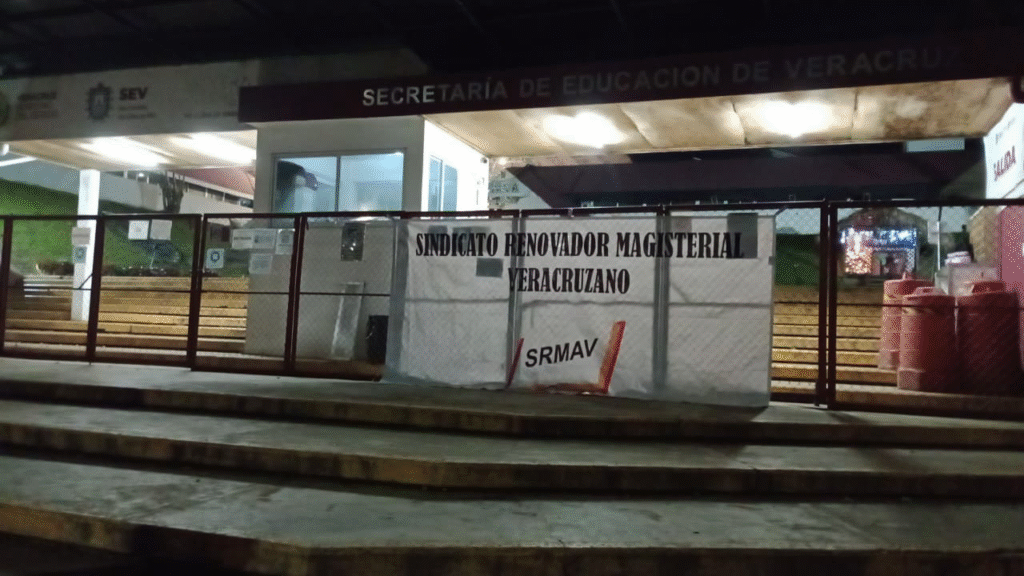 SECRETARÍA DE EDUCACION DE VERACRUZ
SEV
SALIDA
SINDICATO RENOVADOR MAGISTERIAL
VERACRUZANO
SRMAV